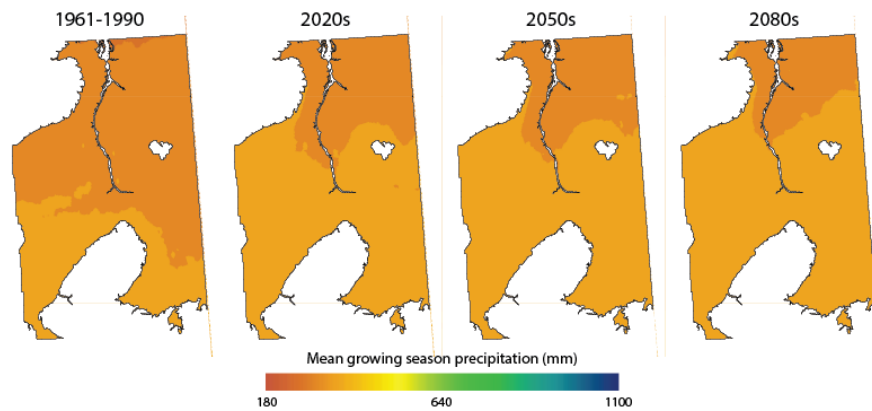 1961-1990
2020s
2050s
2080s
Mean growing season precipitation (mm)
180
640
1100